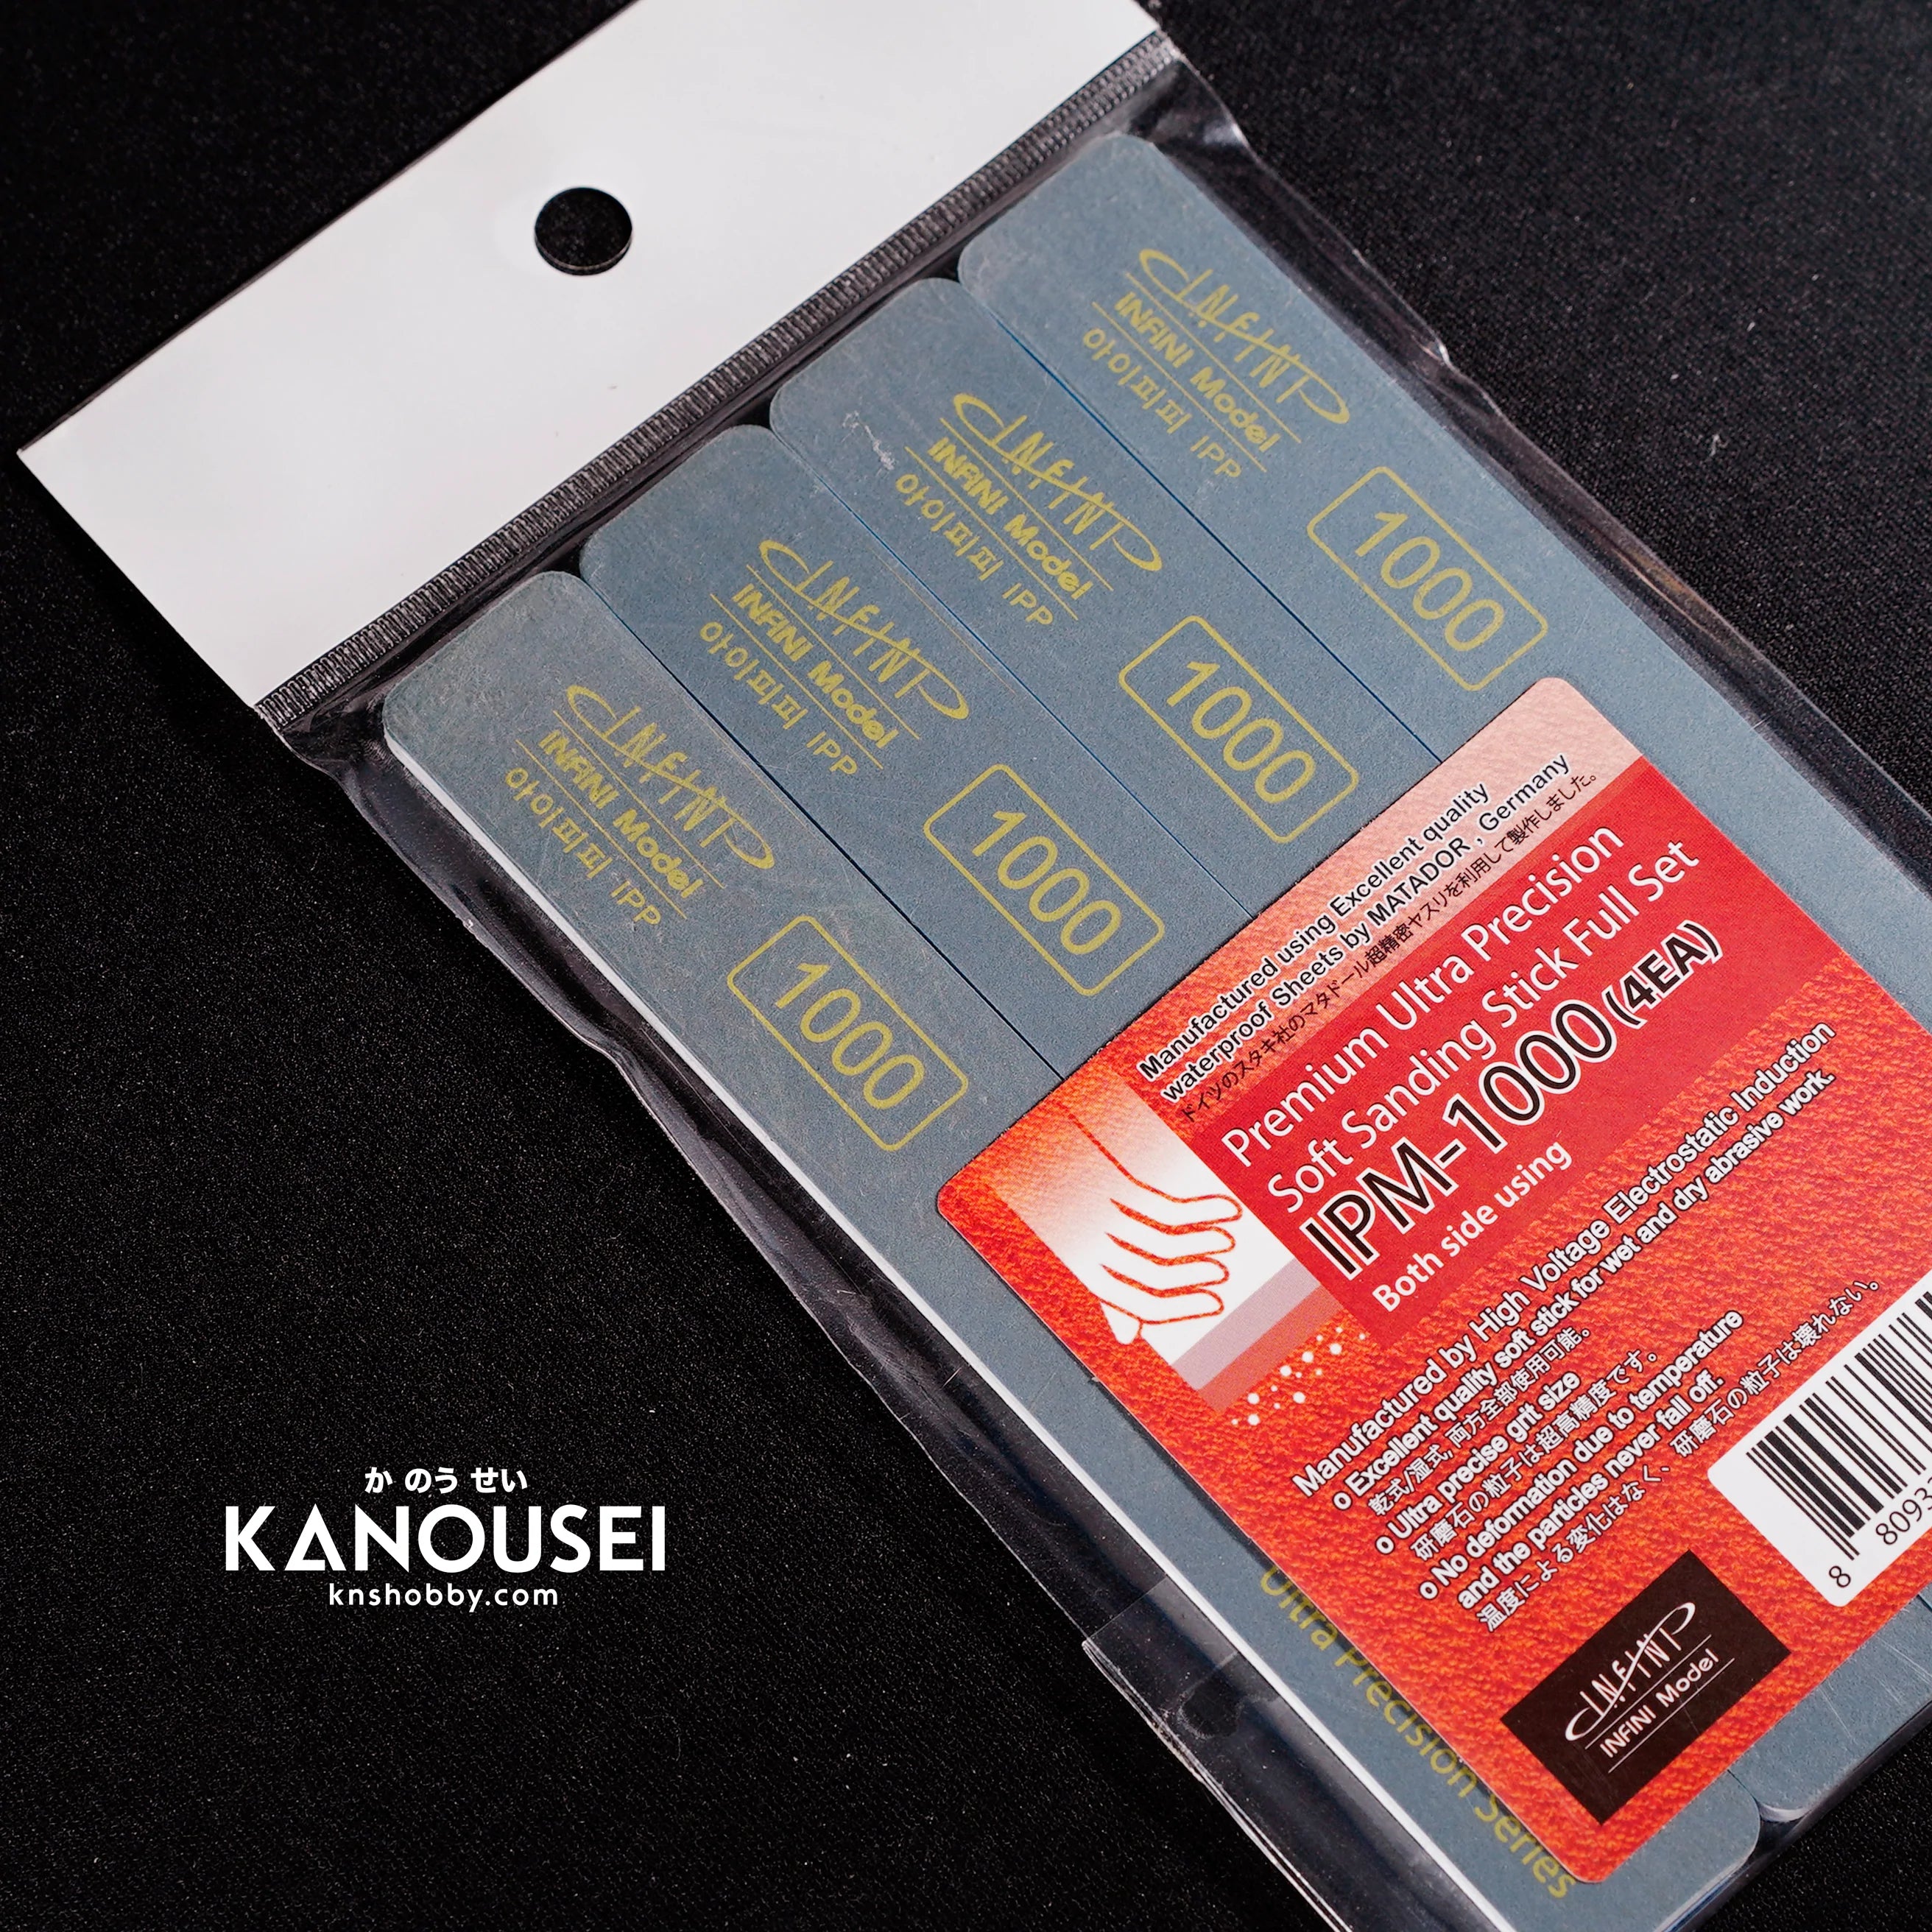 INFINI
INFINI Model
아이피피 IPP
1000
INFINI
INFINI Model
아이피피 IPP
1000
INFINI
INFINI Model
아이피피 IPP
1000
INFINI
INFINI Model
아이피피 IPP
1000
Manufactured using Excellent quality
waterproof Sheets by MATADOR , Germany
ドイツのスタキ社のマタドール超精密ヤスリを利用して製作しました。
Premium Ultra Precision
Soft Sanding Stick Full Set
IPM-1000 (4EA)
Both side using
Manufactured by High Voltage Electrostatic Induction
o Excellent quality soft stick for wet and dry abrasive work.
乾式/湿式, 両方全部使用可能。
o Ultra precise grit size
研磨石の粒子は超高精度です。
o No deformation due to temperature
and the particles never fall off.
温度による変化はなく、研磨石の粒子は壊れない。
8 8093
INFINI
INFINI Model
Ultra Precision Series
か のう せい
KANOUSEI
knshobby.com